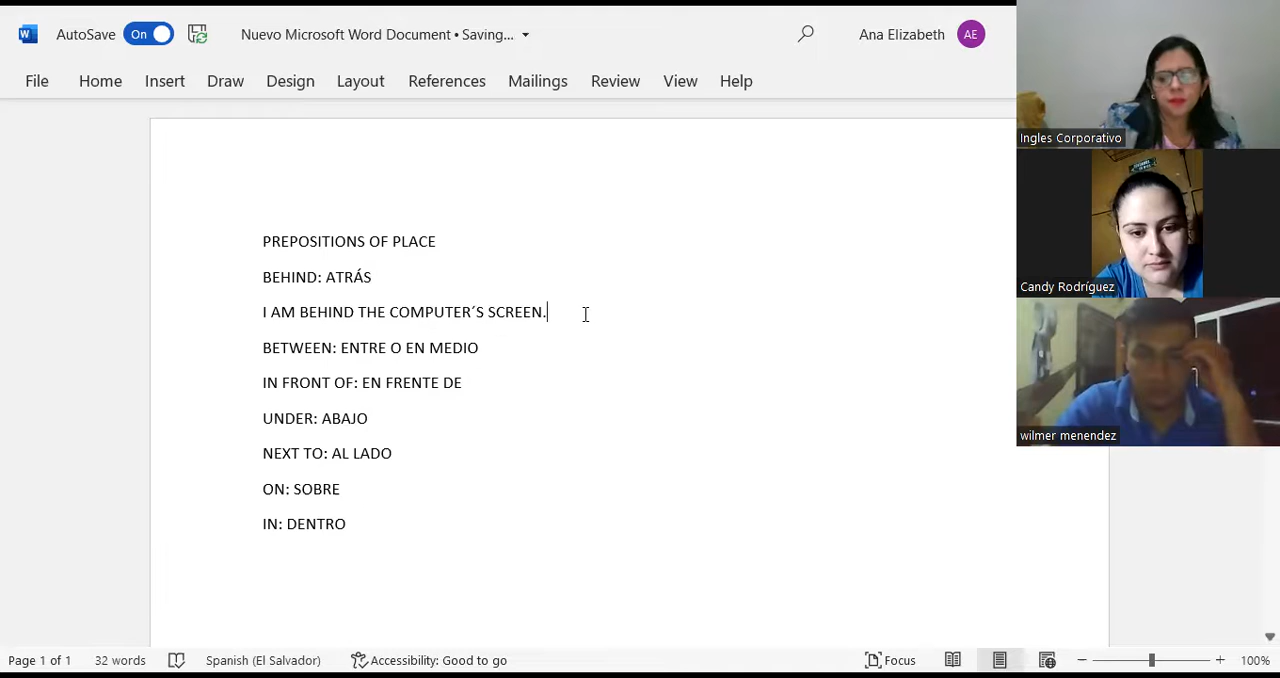 AutoSave On Nuevo Microsoft Word Document • Saving... Ana Elizabeth AE
File Home Insert Draw Design Layout References Mailings Review View Help
PREPOSITIONS OF PLACE
BEHIND: ATRÁS
I AM BEHIND THE COMPUTER´S SCREEN.
BETWEEN: ENTRE O EN MEDIO
IN FRONT OF: EN FRENTE DE
UNDER: ABAJO
NEXT TO: AL LADO
ON: SOBRE
IN: DENTRO
Ingles Corporativo
Candy Rodríguez
wilmer menendez
Page 1 of 1 32 words Spanish (El Salvador) Accessibility: Good to go Focus 100%